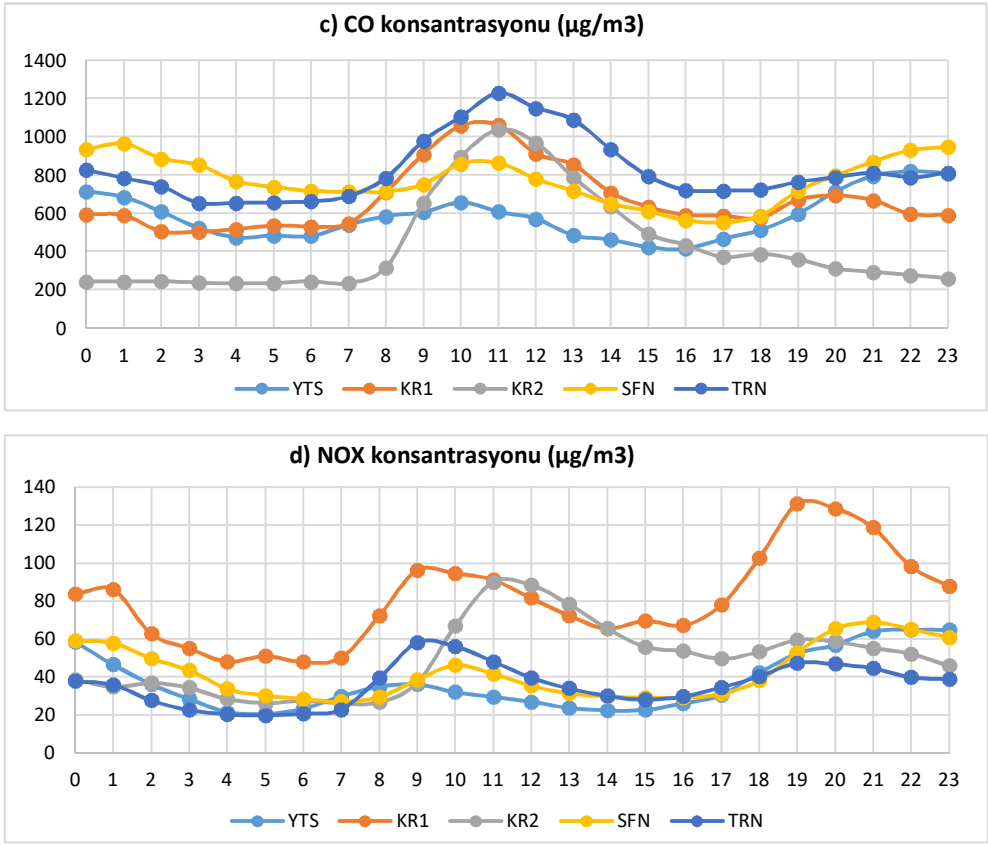 c) CO konsantrasyonu (µg/m3)
1400
1200
1000
800
600
400
200
0
0 1 2 3 4 5 6 7 8 9 10 11 12 13 14 15 16 17 18 19 20 21 22 23
YTS KR1 KR2 SFN TRN
d) NOX konsantrasyonu (µg/m3)
140
120
100
80
60
40
20
0
0 1 2 3 4 5 6 7 8 9 10 11 12 13 14 15 16 17 18 19 20 21 22 23
YTS KR1 KR2 SFN TRN